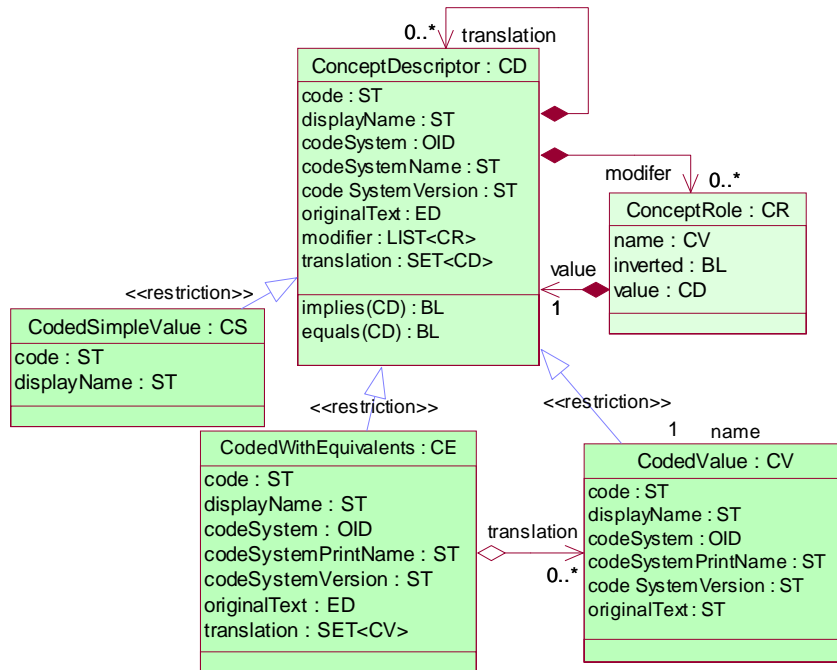 0..* translation
ConceptDescriptor : CD
code : ST
displayName : ST
codeSystem : OID
codeSystemName : ST
code SystemVersion : ST
originalText : ED
modifier : LIST<CR>
translation : SET<CD>
implies(CD) : BL
equals(CD) : BL
modifer
0..*
ConceptRole : CR
name : CV
inverted : BL
value : CD
value
1
<<restriction>>
CodedSimpleValue : CS
code : ST
displayName : ST
<<restriction>>
<<restriction>>
1 name
CodedWithEquivalents : CE
code : ST
displayName : ST
codeSystem : OID
codeSystemPrintName : ST
codeSystemVersion : ST
originalText : ED
translation : SET<CV>
translation
0..*
CodedValue : CV
code : ST
displayName : ST
codeSystem : OID
codeSystemPrintName : ST
code SystemVersion : ST
originalText : ST